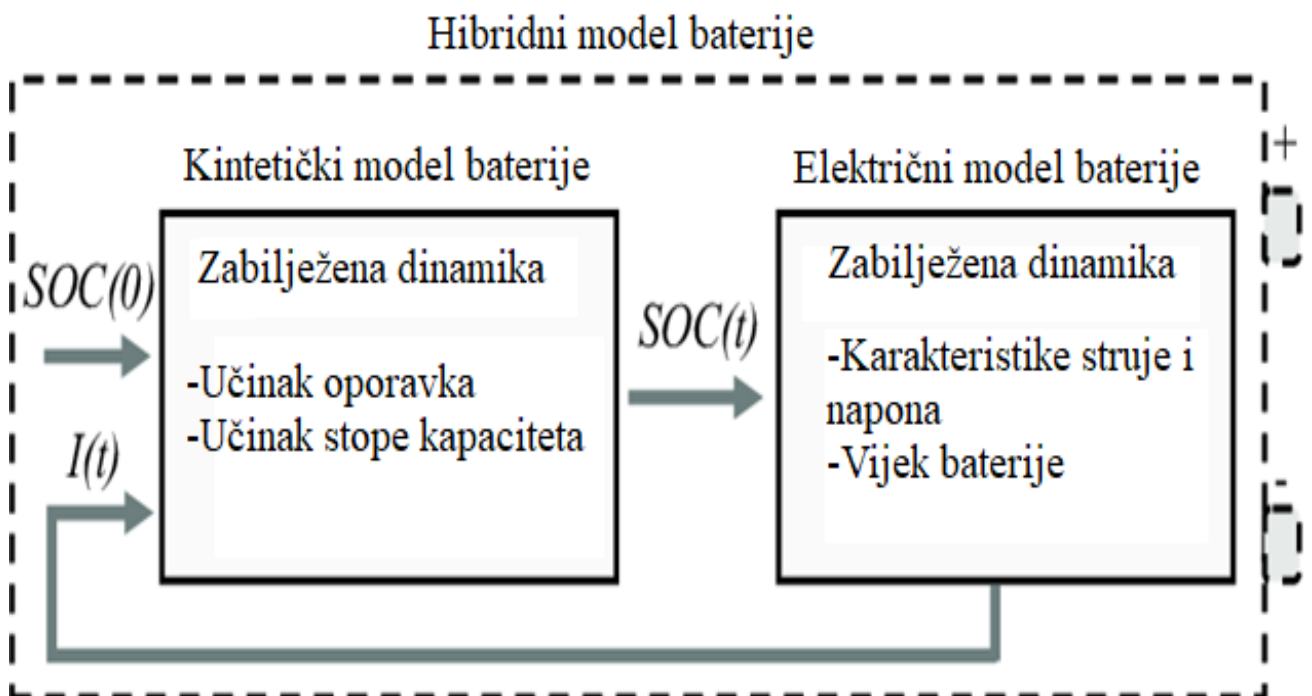 Hibridni model baterije
Kintetički model baterije
Električni model baterije
+
SOC(0)
Zabilježena dinamika
-Učinak oporavka
-Učinak stope kapaciteta
I(t)
SOC(t)
Zabilježena dinamika
-Karakteristike struje i
napona
-Vijek baterije
-